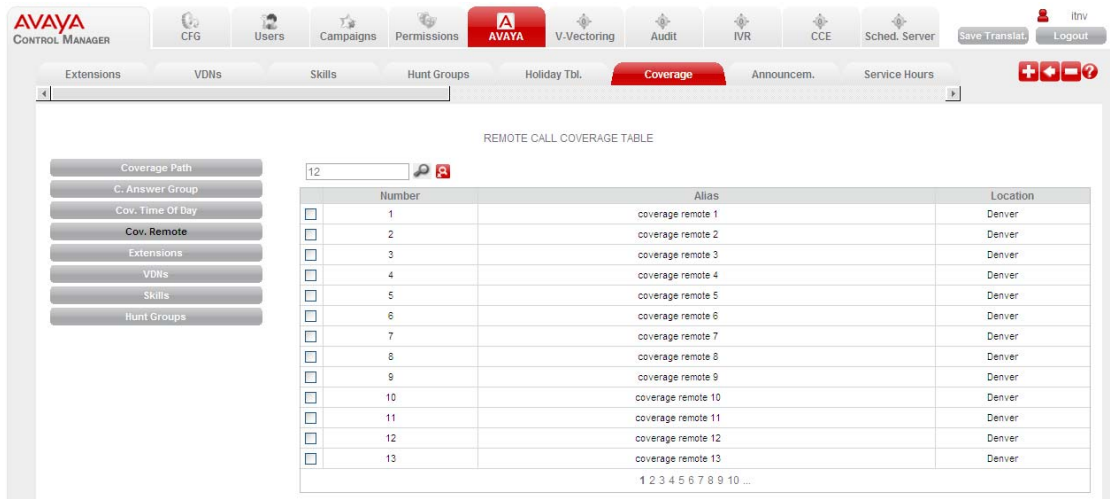 AVAYA
CONTROL MANAGER
CFG Users Campaigns Permissions AVAYA V-Vectoring Audit IVR CCE Sched. Server
itnv
Save Translat. Logout
Extensions VDNs Skills Hunt Groups Holiday Tbl. Coverage Announcem. Service Hours
REMOTE CALL COVERAGE TABLE
Coverage Path
C. Answer Group
Cov. Time Of Day
Cov. Remote
Extensions
VDNs
Skills
Hunt Groups
12
Number Alias Location
1 coverage remote 1 Denver
2 coverage remote 2 Denver
3 coverage remote 3 Denver
4 coverage remote 4 Denver
5 coverage remote 5 Denver
6 coverage remote 6 Denver
7 coverage remote 7 Denver
8 coverage remote 8 Denver
9 coverage remote 9 Denver
10 coverage remote 10 Denver
11 coverage remote 11 Denver
12 coverage remote 12 Denver
13 coverage remote 13 Denver
1 2 3 4 5 6 7 8 9 10 ...